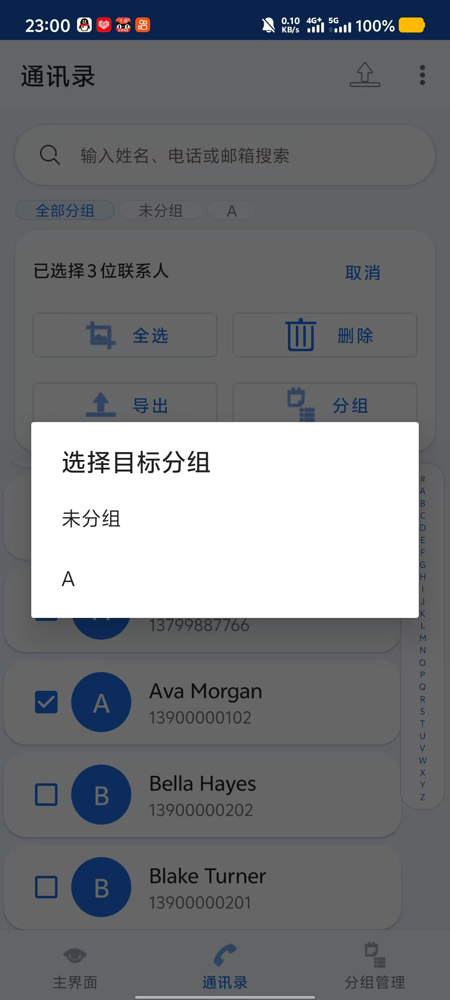 23:00 0.10 KB/s 4G+ 5G 100%
通讯录
输入姓名、电话或邮箱搜索
全部分组 未分组 A
已选择3位联系人 取消
全选 删除
导出 分组
选择目标分组
未分组
A
13799887766
A Ava Morgan
13900000102
B Bella Hayes
13900000202
B Blake Turner
13900000201
#
A
B
C
D
E
F
G
H
I
J
K
L
M
N
O
P
Q
R
S
T
U
V
W
X
Y
Z
主界面 通讯录 分组管理